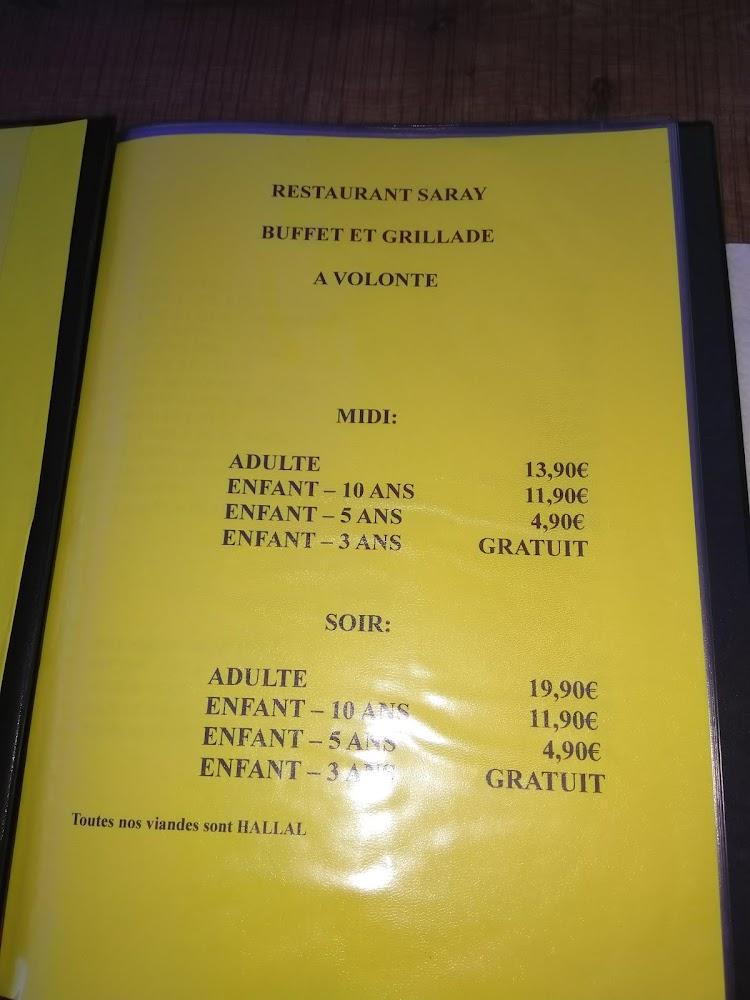 RESTAURANT SARAY
BUFFET ET GRILLADE
A VOLONTE
MIDI:
ADULTE 13,90€
ENFANT – 10 ANS 11,90€
ENFANT – 5 ANS 4,90€
ENFANT – 3 ANS GRATUIT
SOIR:
ADULTE 19,90€
ENFANT – 10 ANS 11,90€
ENFANT – 5 ANS 4,90€
ENFANT – 3 ANS GRATUIT
Toutes nos viandes sont HALLAL